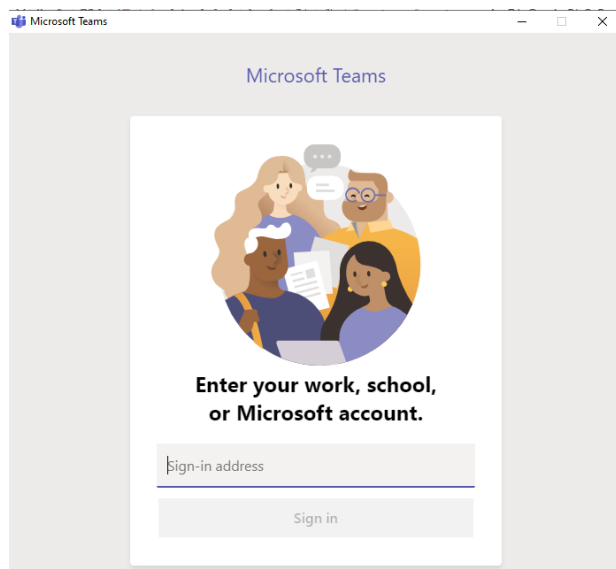 Microsoft Teams
Microsoft Teams
Enter your work, school,
or Microsoft account.
Sign-in address
Sign in